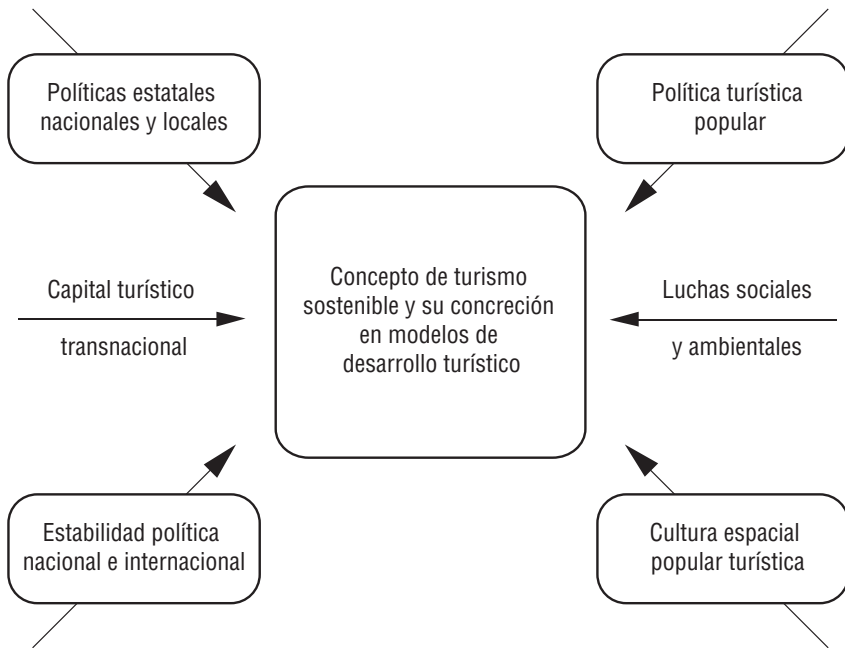 Políticas estatales
nacionales y locales
Política turística
popular
Capital turístico
transnacional
Concepto de turismo
sostenible y su concreción
en modelos de
desarrollo turístico
Luchas sociales
y ambientales
Estabilidad política
nacional e internacional
Cultura espacial
popular turística